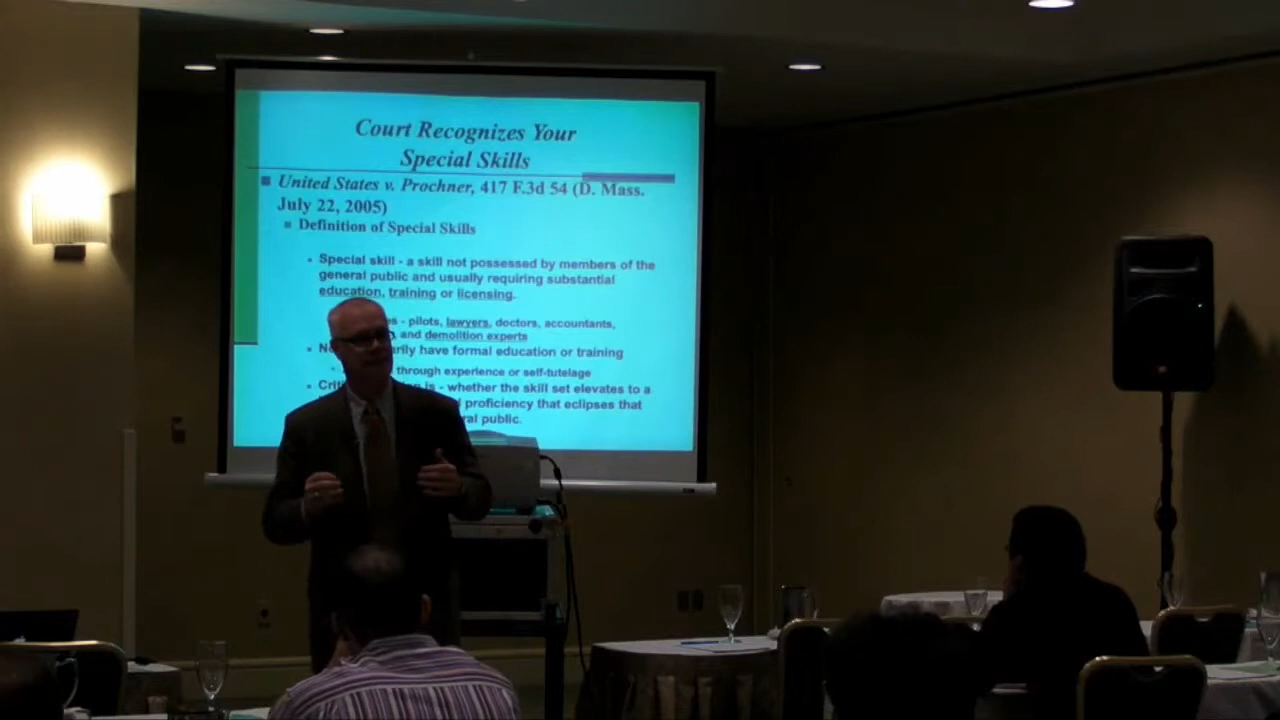 Court Recognizes Your
Special Skills
United States v. Prochner, 417 F.3d 54 (D. Mass.
July 22, 2005)
Definition of Special Skills
Special skill - a skill not possessed by members of the
general public and usually requiring substantial
education, training or licensing.
- pilots, lawyers, doctors, accountants,
and demolition experts
have formal education or training
through experience or self-tutelage
is - whether the skill set elevates to a
proficiency that eclipses that
public.